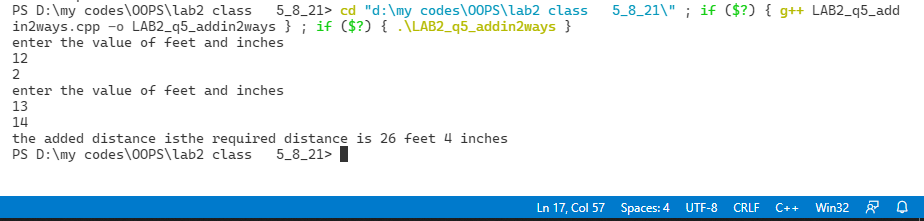 PS D:\my codes\OOPS\lab2 class   5_8_21> cd "d:\my codes\OOPS\lab2 class   5_8_21\" ; if ($?) { g++ LAB2_q5_add
in2ways.cpp -o LAB2_q5_addin2ways } ; if ($?) { .\LAB2_q5_addin2ways }
enter the value of feet and inches
12
2
enter the value of feet and inches
13
14
the added distance isthe required distance is 26 feet 4 inches
PS D:\my codes\OOPS\lab2 class   5_8_21>
Ln 17, Col 57 Spaces: 4 UTF-8 CRLF C++ Win32